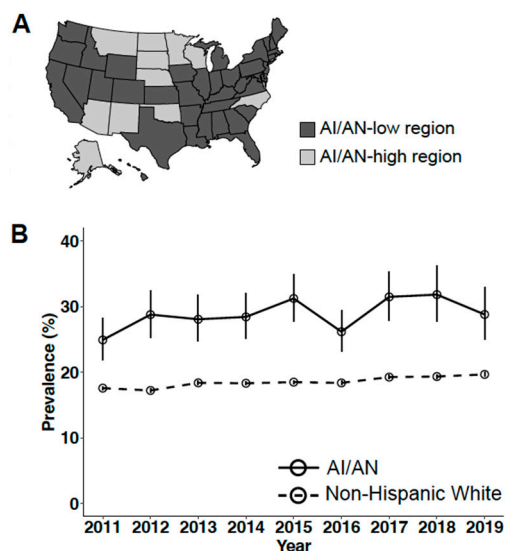 A
AI/AN-low region
AI/AN-high region
B
Prevalence (%)
40
30
20
10
0
AI/AN
Non-Hispanic White
2011 2012 2013 2014 2015 2016 2017 2018 2019
Year